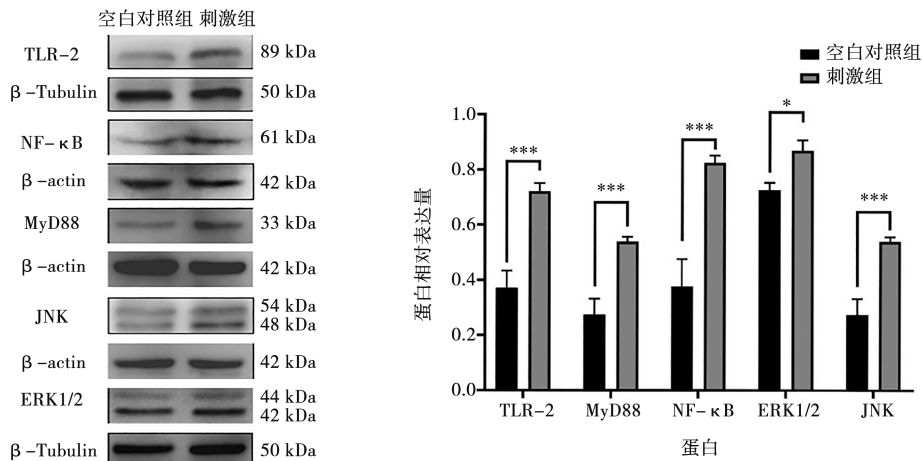 空白对照组 刺激组
TLR-2 89 kDa
β-Tubulin 50 kDa
NF-κB 61 kDa
β-actin 42 kDa
MyD88 33 kDa
β-actin 42 kDa
JNK 54 kDa
48 kDa
β-actin 42 kDa
ERK1/2 44 kDa
42 kDa
β-Tubulin 50 kDa
空白对照组
刺激组
蛋白相对表达量
1.0
0.8
0.6
0.4
0.2
0.0
***
***
***
*
***
TLR-2 MyD88 NF-κB ERK1/2 JNK
蛋白